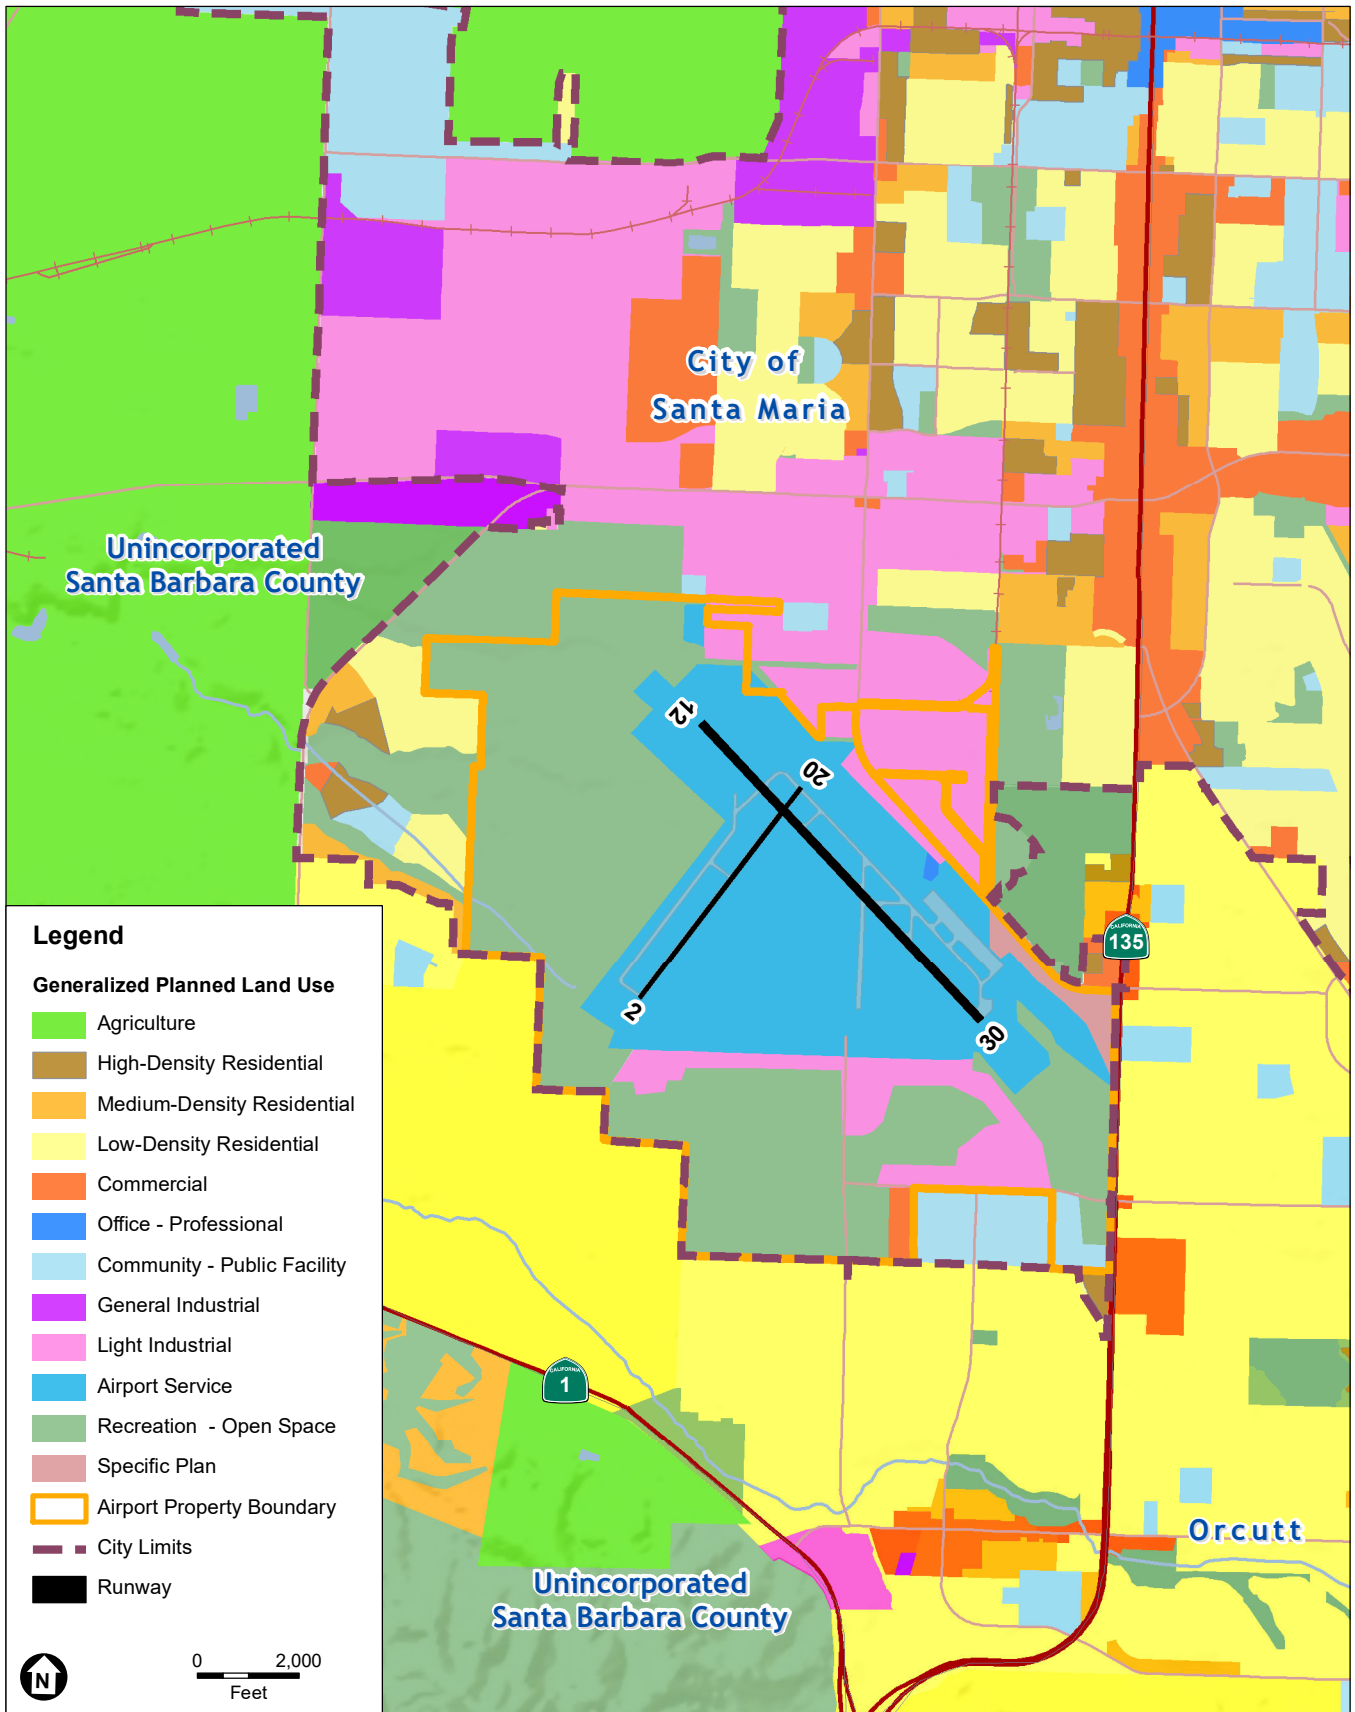 City of
Santa Maria
Unincorporated
Santa Barbara County
12
20
2
30
CALIFORNIA
135
Legend
Generalized Planned Land Use
Agriculture
High-Density Residential
Medium-Density Residential
Low-Density Residential
Commercial
Office - Professional
Community - Public Facility
General Industrial
Light Industrial
Airport Service
Recreation - Open Space
Specific Plan
Airport Property Boundary
City Limits
Runway
N
0 2,000
Feet
CALIFORNIA
1
Orcutt
Unincorporated
Santa Barbara County